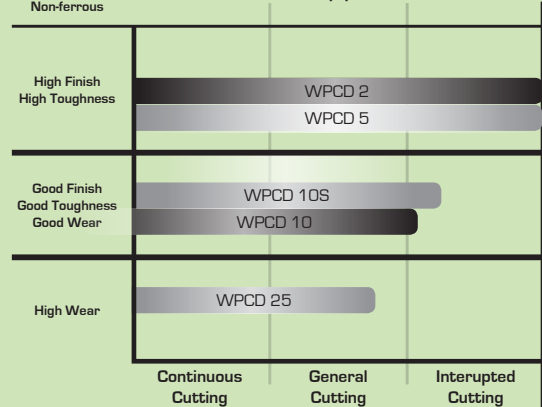 Non-ferrous
High Finish
High Toughness
WPCD 2
WPCD 5
Good Finish
Good Toughness
Good Wear
WPCD 10S
WPCD 10
High Wear
WPCD 25
Continuous
Cutting
General
Cutting
Interupted
Cutting